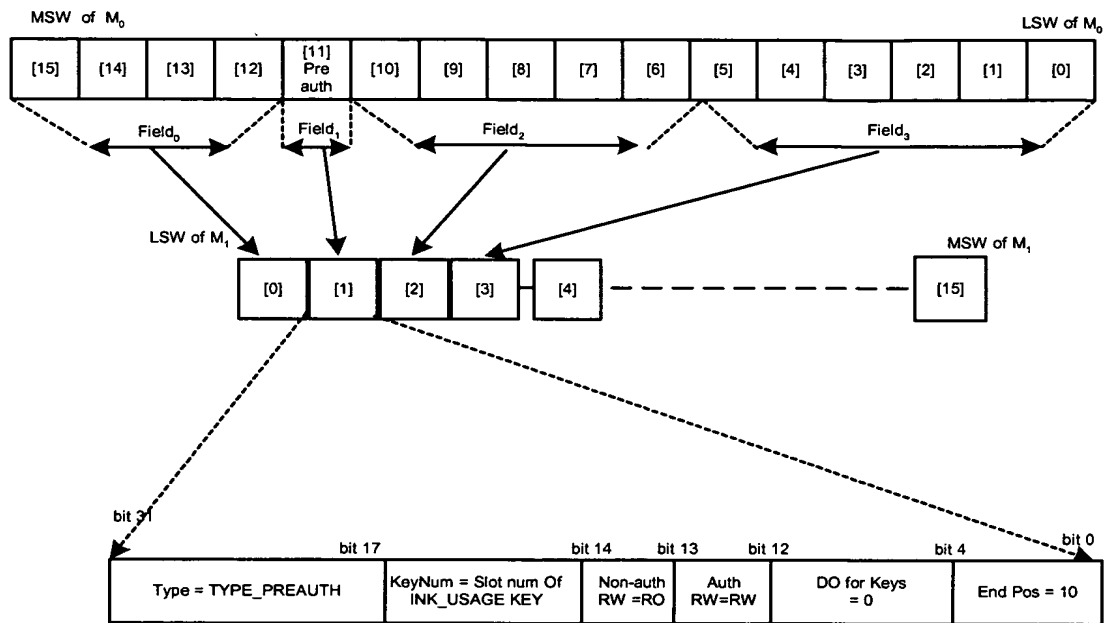 MSW of M0
LSW of M0
[15] [14] [13] [12] [11] Pre auth [10] [9] [8] [7] [6] [5] [4] [3] [2] [1] [0]
Field0 Field1 Field2 Field3
LSW of M1
MSW of M1
[0] [1] [2] [3] [4] [15]
bit 31
bit 17 bit 14 bit 13 bit 12 bit 4 bit 0
Type = TYPE_PREAUTH
KeyNum = Slot num Of
INK_USAGE KEY
Non-auth
RW =RO
Auth
RW=RW
DO for Keys
= 0
End Pos = 10